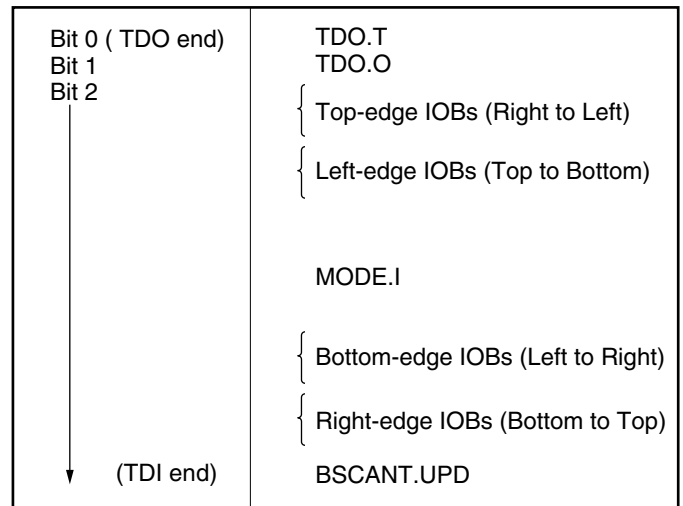 Bit 0 ( TDO end) TDO.T
Bit 1 TDO.O
Bit 2
Top-edge IOBs (Right to Left)
Left-edge IOBs (Top to Bottom)
MODE.I
Bottom-edge IOBs (Left to Right)
Right-edge IOBs (Bottom to Top)
(TDI end) BSCANT.UPD